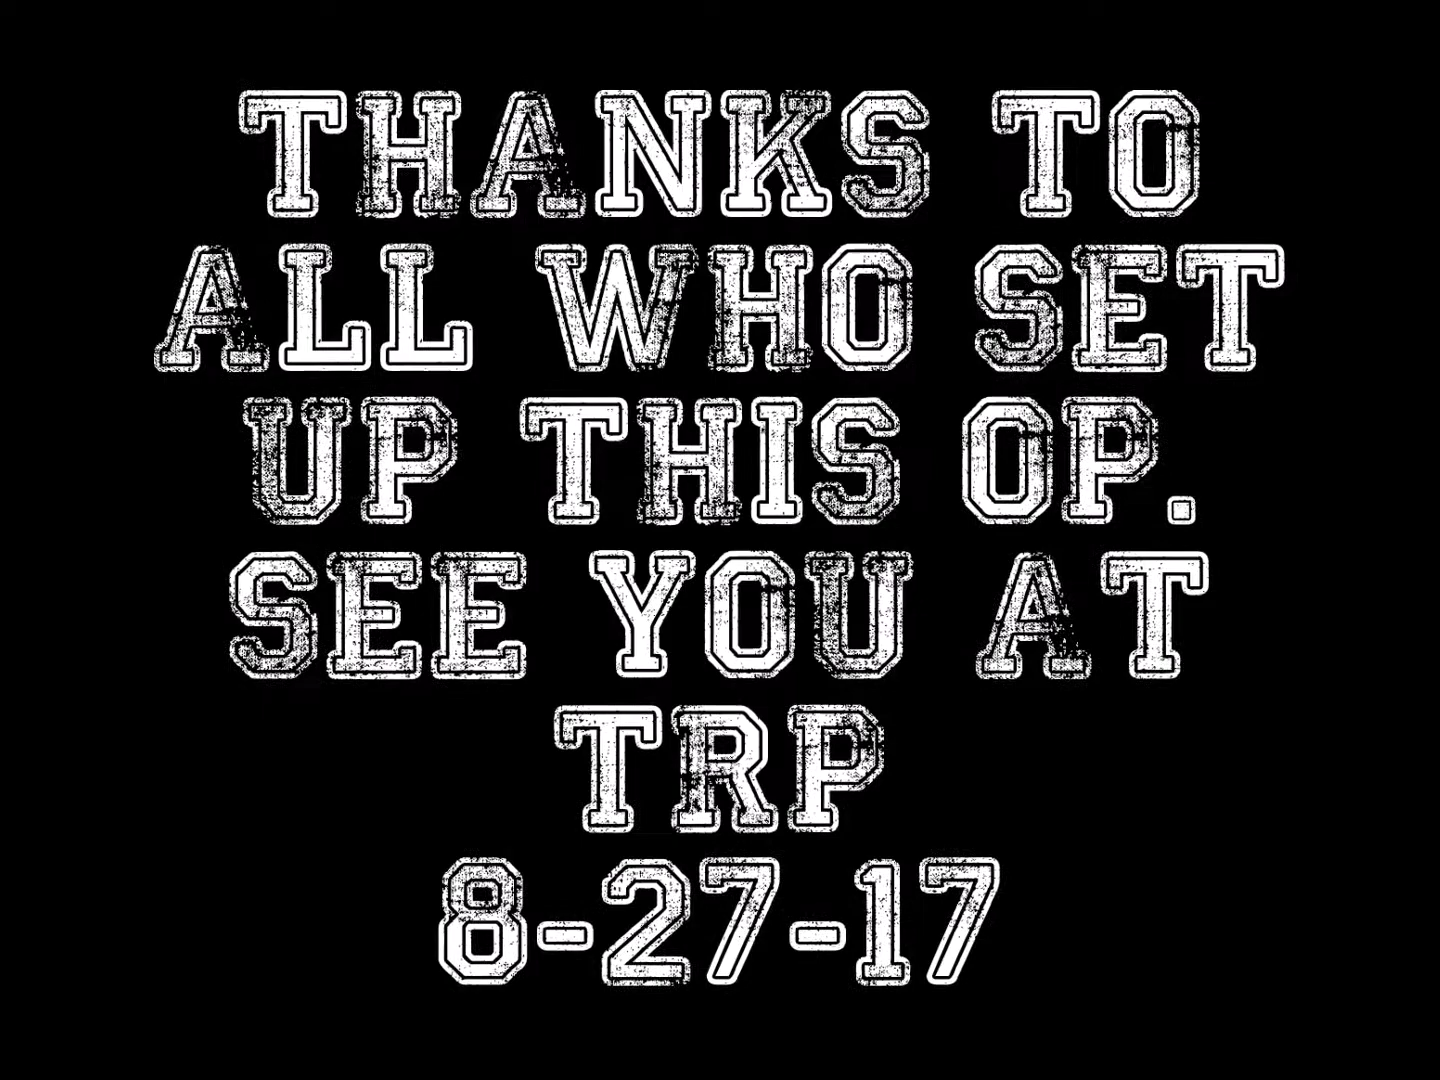 THANKS TO
ALL WHO SET
UP THIS OP.
SEE YOU AT
TRP
8-27-17